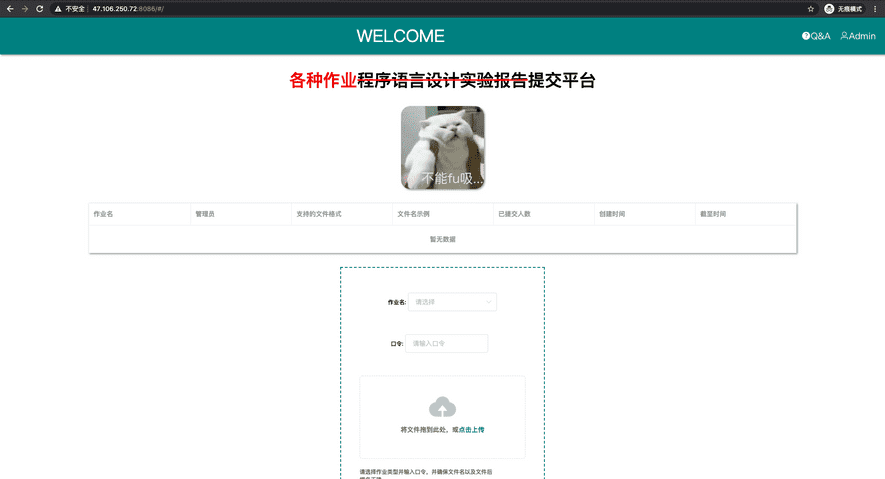 不安全 47.106.250.72:8086/#/ 无痕模式
WELCOME Q&A Admin
各种作业程序语言设计实验报告提交平台
不能fu吸...
作业名 管理员 支持的文件格式 文件名示例 已提交人数 创建时间 截至时间
暂无数据
作业名: 请选择
口令: 请输入口令
将文件拖到此处，或点击上传
请选择作业类型并输入口令，并确保文件名以及文件后